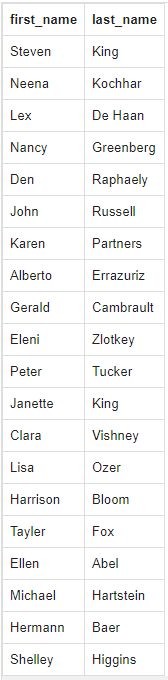 first_name last_name
Steven King
Neena Kochhar
Lex De Haan
Nancy Greenberg
Den Raphaely
John Russell
Karen Partners
Alberto Errazuriz
Gerald Cambrault
Eleni Zlotkey
Peter Tucker
Janette King
Clara Vishney
Lisa Ozer
Harrison Bloom
Tayler Fox
Ellen Abel
Michael Hartstein
Hermann Baer
Shelley Higgins